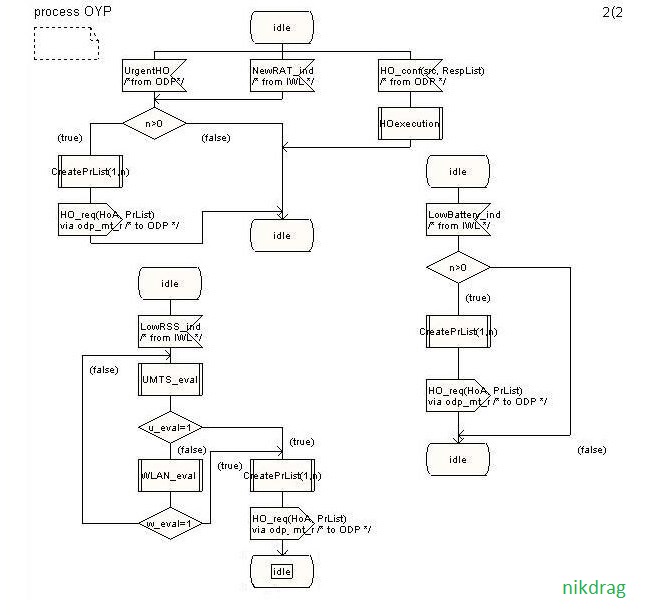 process OYP
2(2
idle
UrgentHO
/*from ODP*/
NewRAT_ind
/* from IWL*/
HO_conf(src, RespList)
/*from ODP*/
n>0
(true)
(false)
HOexecution
CreatePrList(1,n)
HO_req(HoA, PrList)
via odp_mt_r /* to ODP */
idle
idle
LowBattery_ind
/* from IWL*/
n>0
(true)
CreatePrList(1,n)
HO_req(HoA, PrList)
via odp_mt_r /* to ODP */
(false)
idle
idle
LowRSS_ind
/* from IWL*/
(false)
UMTS_eval
u_eval=1
(true)
(false)
WLAN_eval
(true)
CreatePrList(1,n)
w_eval=1
HO_req(HoA, PrList)
via odp_mt_r /* to ODP */
idle
nikdrag